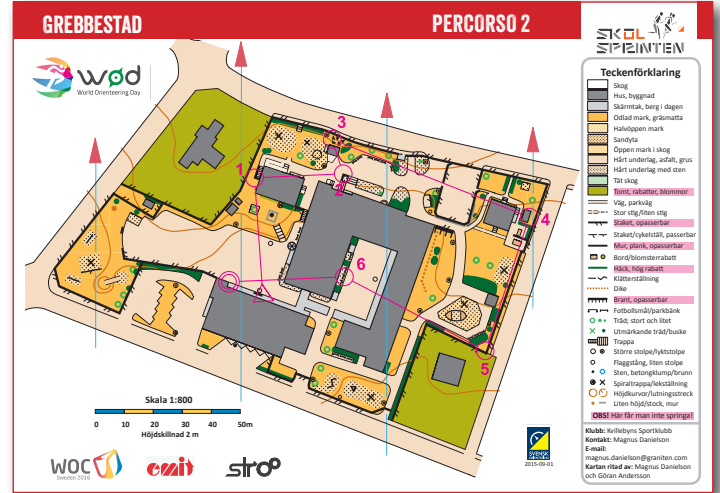 GREBBESTAD
PERCORSO 2
SKOL
SPRINTEN
wød
World Orienteering Day
Teckenförklaring
Skog
Hus, byggnad
Skärmtak, berg i dagen
Odlad mark, gräsmatta
Halvöppen mark
Sandyta
Öppen mark i skog
Hårt underlag, asfalt, grus
Hårt underlag med sten
Tät skog
Tomt, rabatter, blommor
Väg, parkväg
Stor stig/liten stig
Staket, opasserbar
Staket/cykelställ, passerbar
Mur, plank, opasserbar
Bord/blomsterrabatt
Häck, hög rabatt
Klätterställning
Dike
Brant, opasserbar
Fotbollsmål/parkbänk
Träd; stort och litet
Utmärkande träd/buske
Trappa
Större stolpe/lyktstolpe
Flaggstång, liten stolpe
Sten, betongklump/brunn
Spiraltrappa/lekställning
Höjdkurvor/lutningsstreck
Liten höjd/stock, mur
OBS! Här får man inte springa!
Klubb: Kvillebyns Sportklubb
Kontakt: Magnus Danielson
E-mail:
magnus.danielson@graniten.com
Kartan ritad av: Magnus Danielson
och Göran Andersson
1
2
3
4
5
6
Skala 1:800
0 10 20 30 40 50m
Höjdskillnad 2 m
WOC
Sweden 2016
emit
stroo
SVENSK
2015-09-01